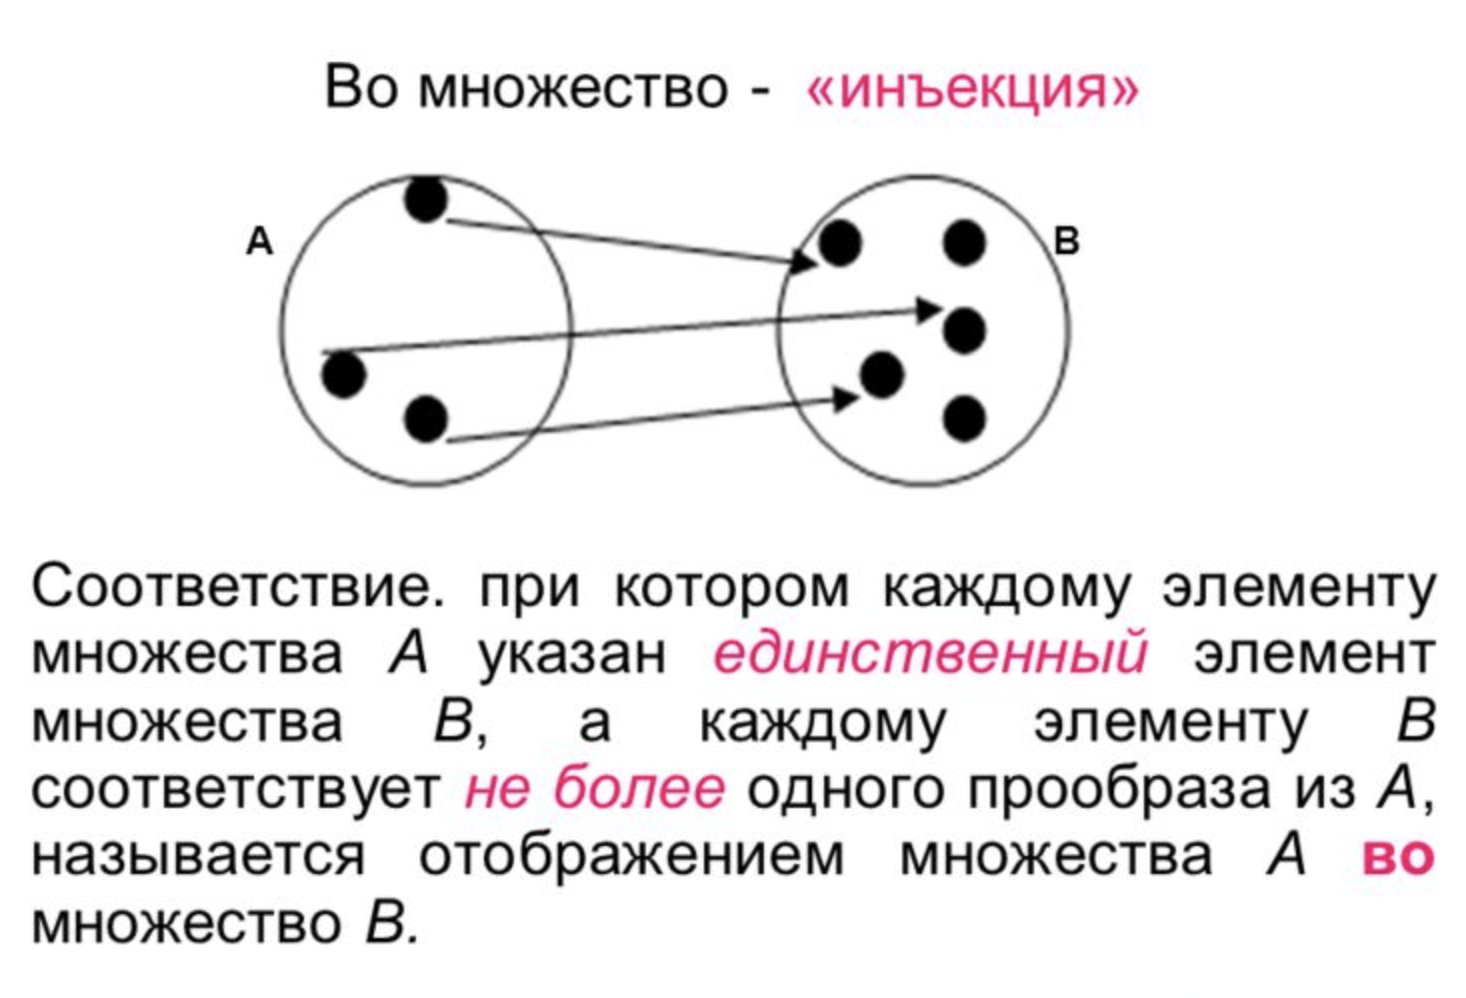 Во множество - «инъекция»
A
B
Соответствие. при котором каждому элементу
множества A указан единственный элемент
множества B, а каждому элементу B
соответствует не более одного прообраза из A,
называется отображением множества A во
множество B.